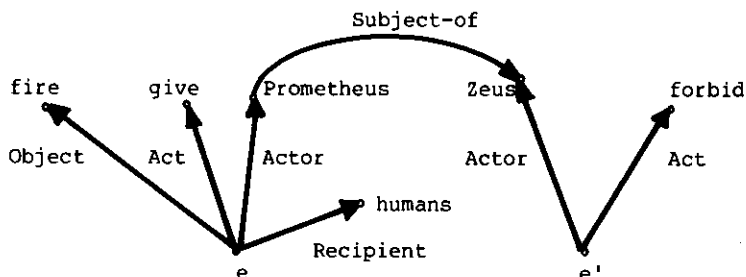 Subject-of
fire give Prometheus Zeus forbid
Object Act Actor Actor Act
humans
Recipient
e e'